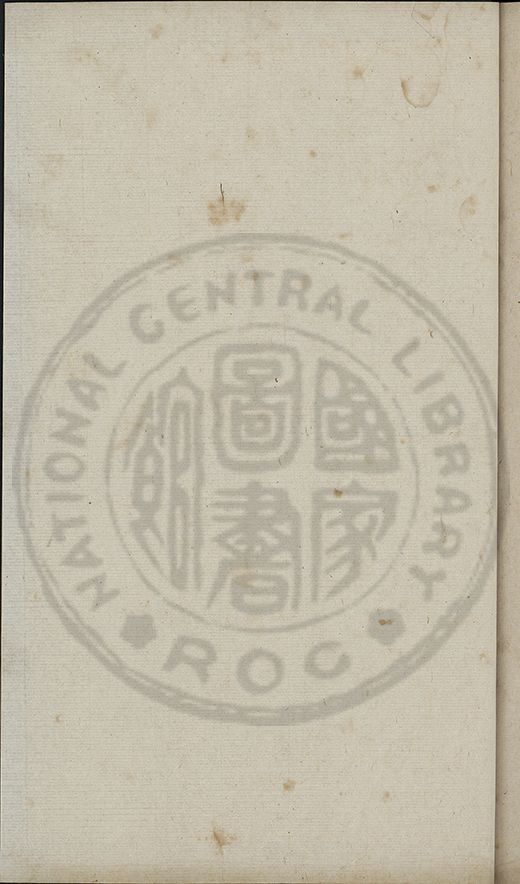 NATIONAL CENTRAL LIBRARY
國家
圖書
館
ROC